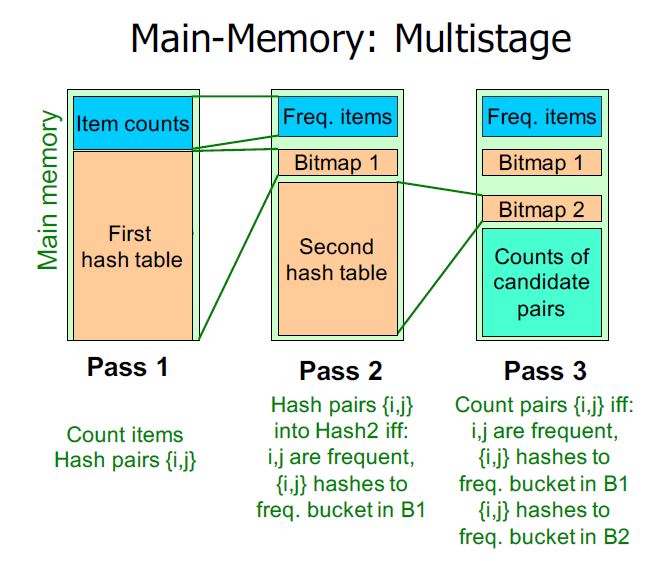 Main-Memory: Multistage
Main memory
Item counts
First
hash table
Pass 1
Count items
Hash pairs {i,j}
Freq. items
Bitmap 1
Second
hash table
Pass 2
Hash pairs {i,j}
into Hash2 iff:
i,j are frequent,
{i,j} hashes to
freq. bucket in B1
Freq. items
Bitmap 1
Bitmap 2
Counts of
candidate
pairs
Pass 3
Count pairs {i,j} iff:
i,j are frequent,
{i,j} hashes to
freq. bucket in B1
{i,j} hashes to
freq. bucket in B2